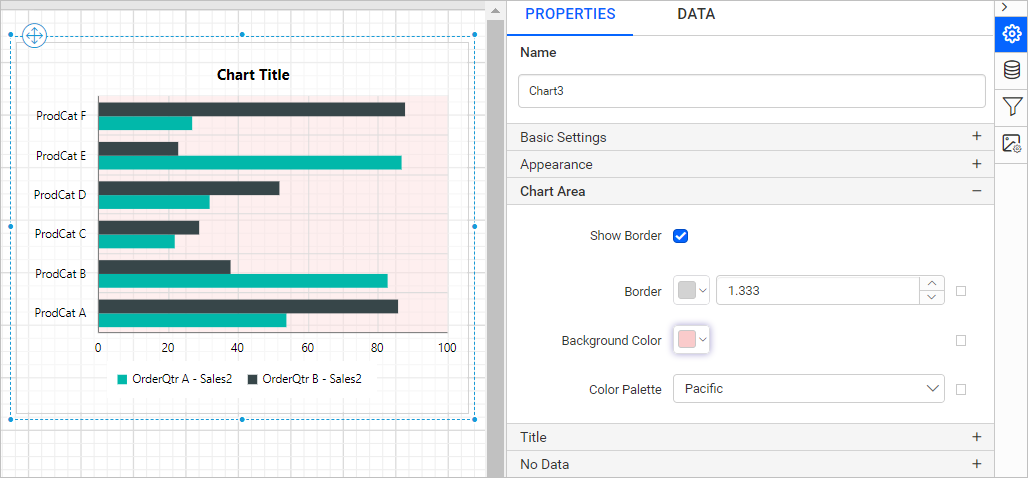 Chart Title
ProdCat F
ProdCat E
ProdCat D
ProdCat C
ProdCat B
ProdCat A
0 20 40 60 80 100
OrderQtr A - Sales2 OrderQtr B - Sales2
PROPERTIES DATA
Name
Chart3
Basic Settings +
Appearance +
Chart Area −
Show Border
Border 1.333
Background Color
Color Palette Pacific
Title +
No Data +